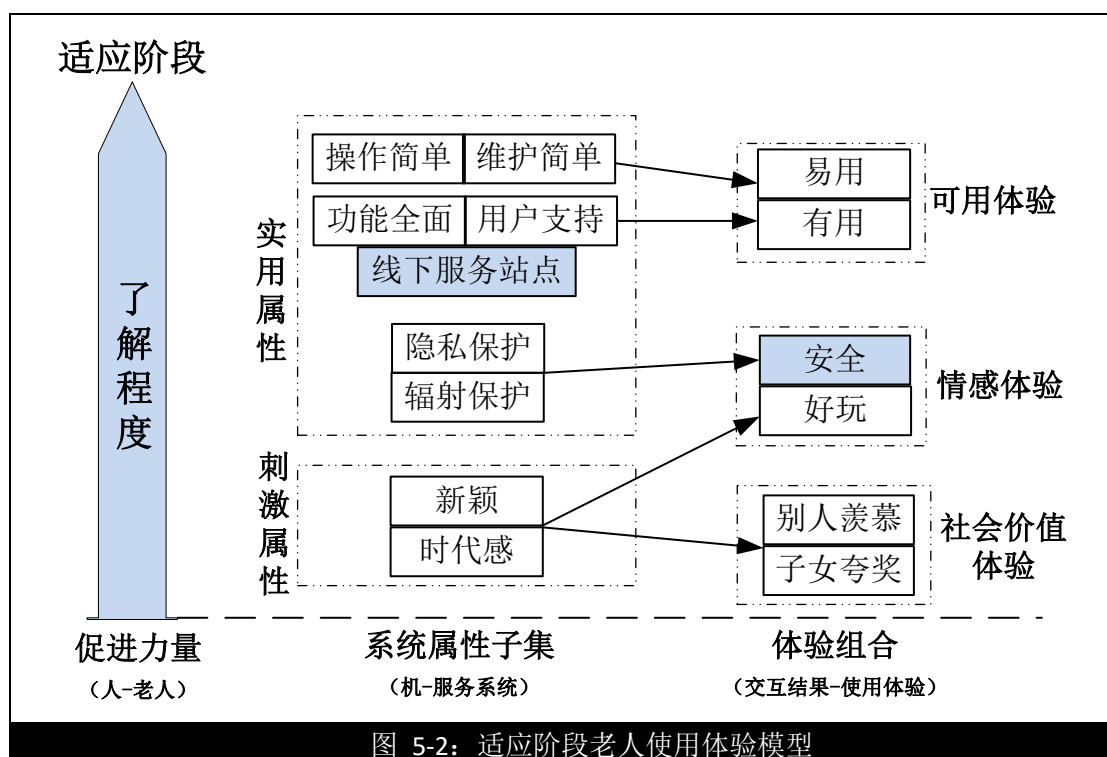 适应阶段
了解程度
促进力量
（人-老人）
实用属性
操作简单 维护简单
功能全面 用户支持
线下服务站点
隐私保护
辐射保护
刺激属性
新颖
时代感
系统属性子集
（机-服务系统）
易用
有用
可用体验
安全
好玩
情感体验
别人羡慕
子女夸奖
社会价值
体验
体验组合
（交互结果-使用体验）
图 5-2：适应阶段老人使用体验模型